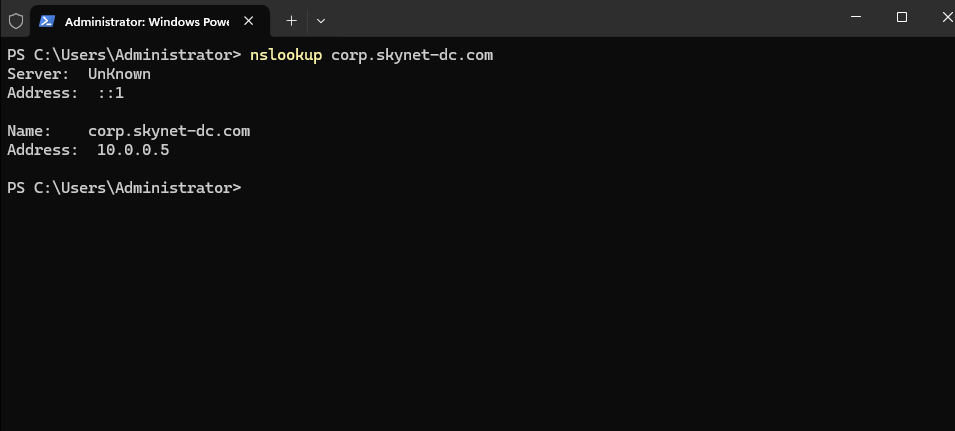 Administrator: Windows Powe
PS C:\Users\Administrator> nslookup corp.skynet-dc.com
Server:  UnKnown
Address:  ::1

Name:    corp.skynet-dc.com
Address:  10.0.0.5

PS C:\Users\Administrator>